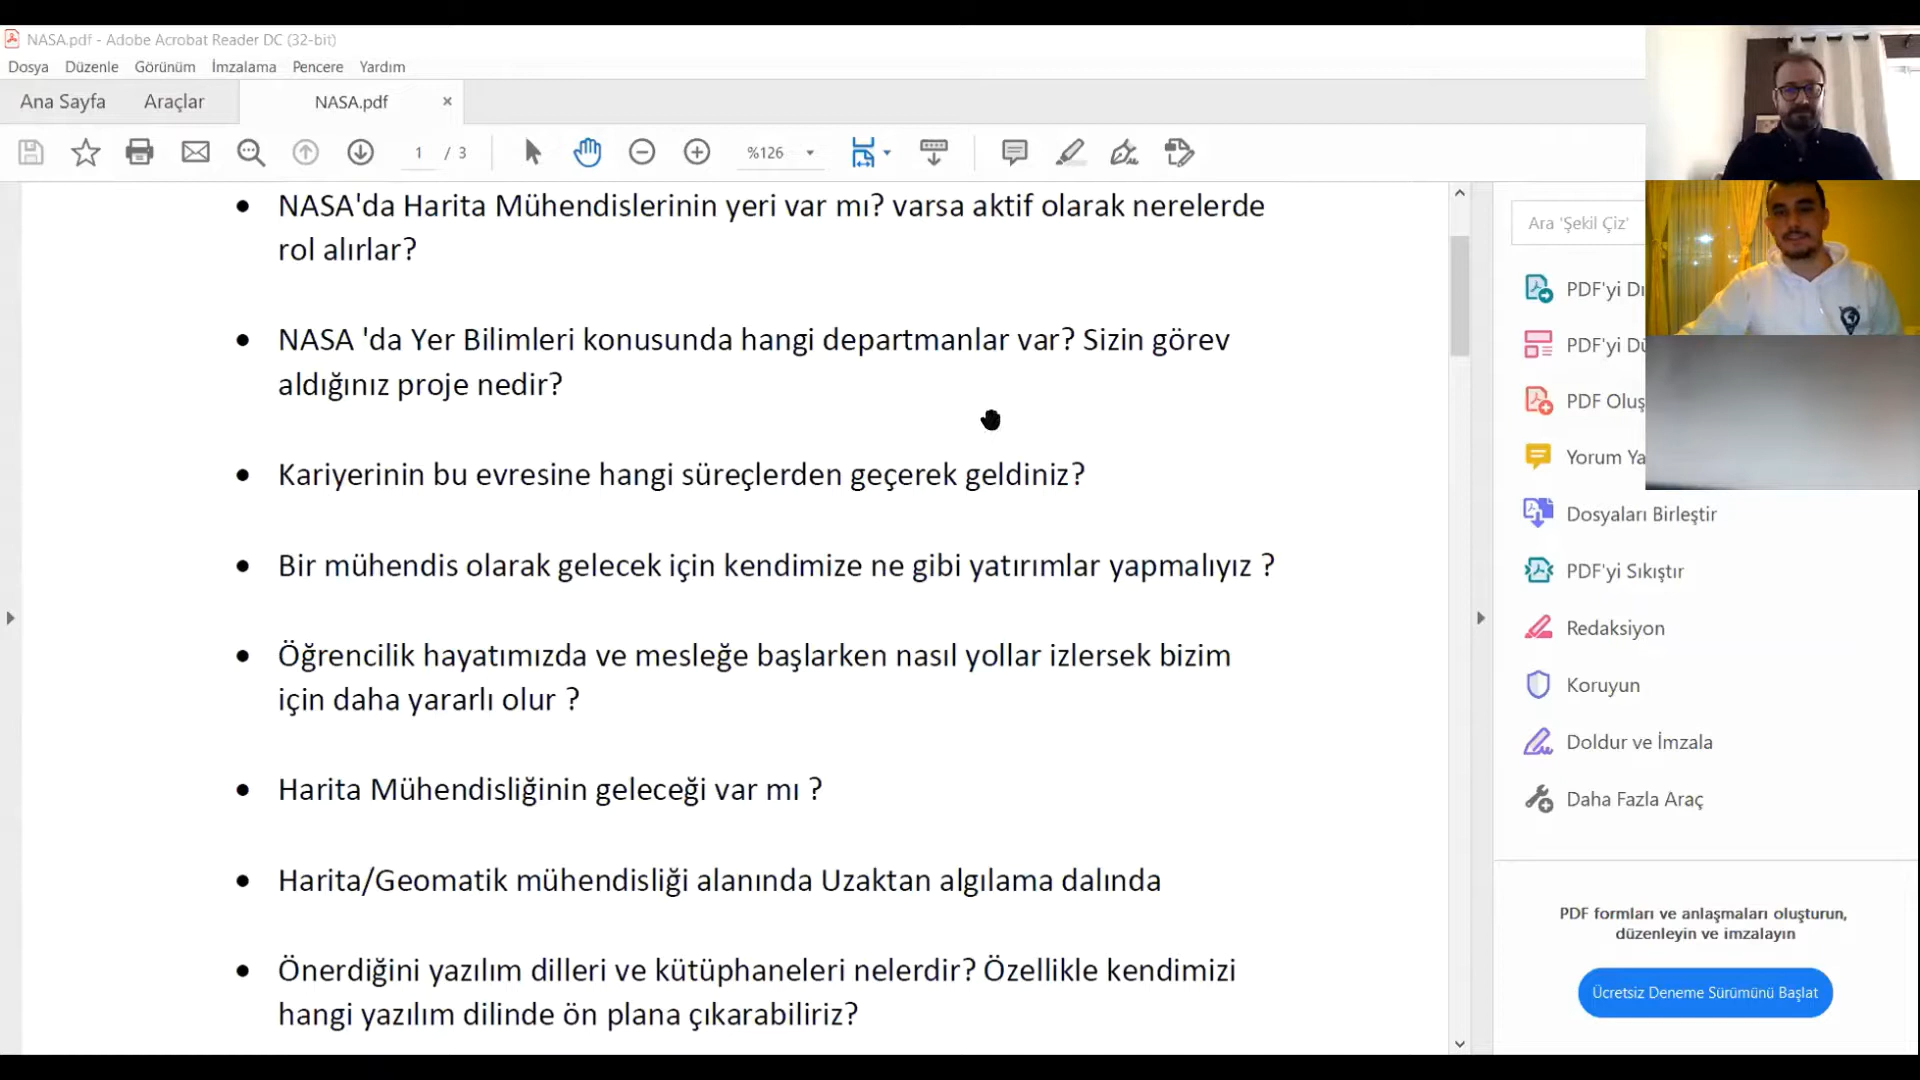 NASA.pdf - Adobe Acrobat Reader DC (32-bit)
Dosya Düzenle Görünüm İmzalama Pencere Yardım
Ana Sayfa Araçlar NASA.pdf ×
1 / 3 %126
NASA'da Harita Mühendislerinin yeri var mı? varsa aktif olarak nerelerde
rol alırlar?
NASA 'da Yer Bilimleri konusunda hangi departmanlar var? Sizin görev
aldığınız proje nedir?
Kariyerinin bu evresine hangi süreçlerden geçerek geldiniz?
Bir mühendis olarak gelecek için kendimize ne gibi yatırımlar yapmalıyız ?
Öğrencilik hayatımızda ve mesleğe başlarken nasıl yollar izlersek bizim
için daha yararlı olur ?
Harita Mühendisliğinin geleceği var mı ?
Harita/Geomatik mühendisliği alanında Uzaktan algılama dalında
Önerdiğini yazılım dilleri ve kütüphaneleri nelerdir? Özellikle kendimizi
hangi yazılım dilinde ön plana çıkarabiliriz?
Ara 'Şekil Çiz'
PDF'yi
PDF'yi
PDF
Yorum
Dosyaları Birleştir
PDF'yi Sıkıştır
Redaksiyon
Koruyun
Doldur ve İmzala
Daha Fazla Araç
PDF formları ve anlaşmaları oluşturun,
düzenleyin ve imzalayın
Ücretsiz Deneme Sürümünü Başlat